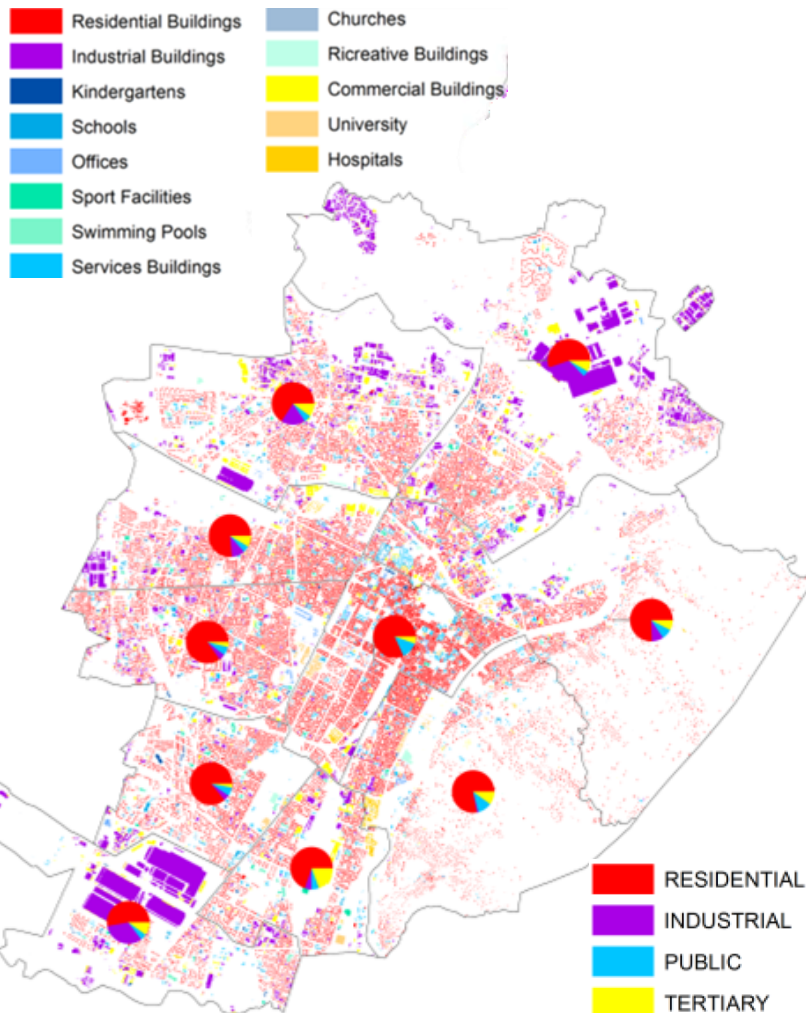 Residential Buildings
Industrial Buildings
Kindergartens
Schools
Offices
Sport Facilities
Swimming Pools
Services Buildings
Churches
Ricreative Buildings
Commercial Buildings
University
Hospitals
RESIDENTIAL
INDUSTRIAL
PUBLIC
TERTIARY